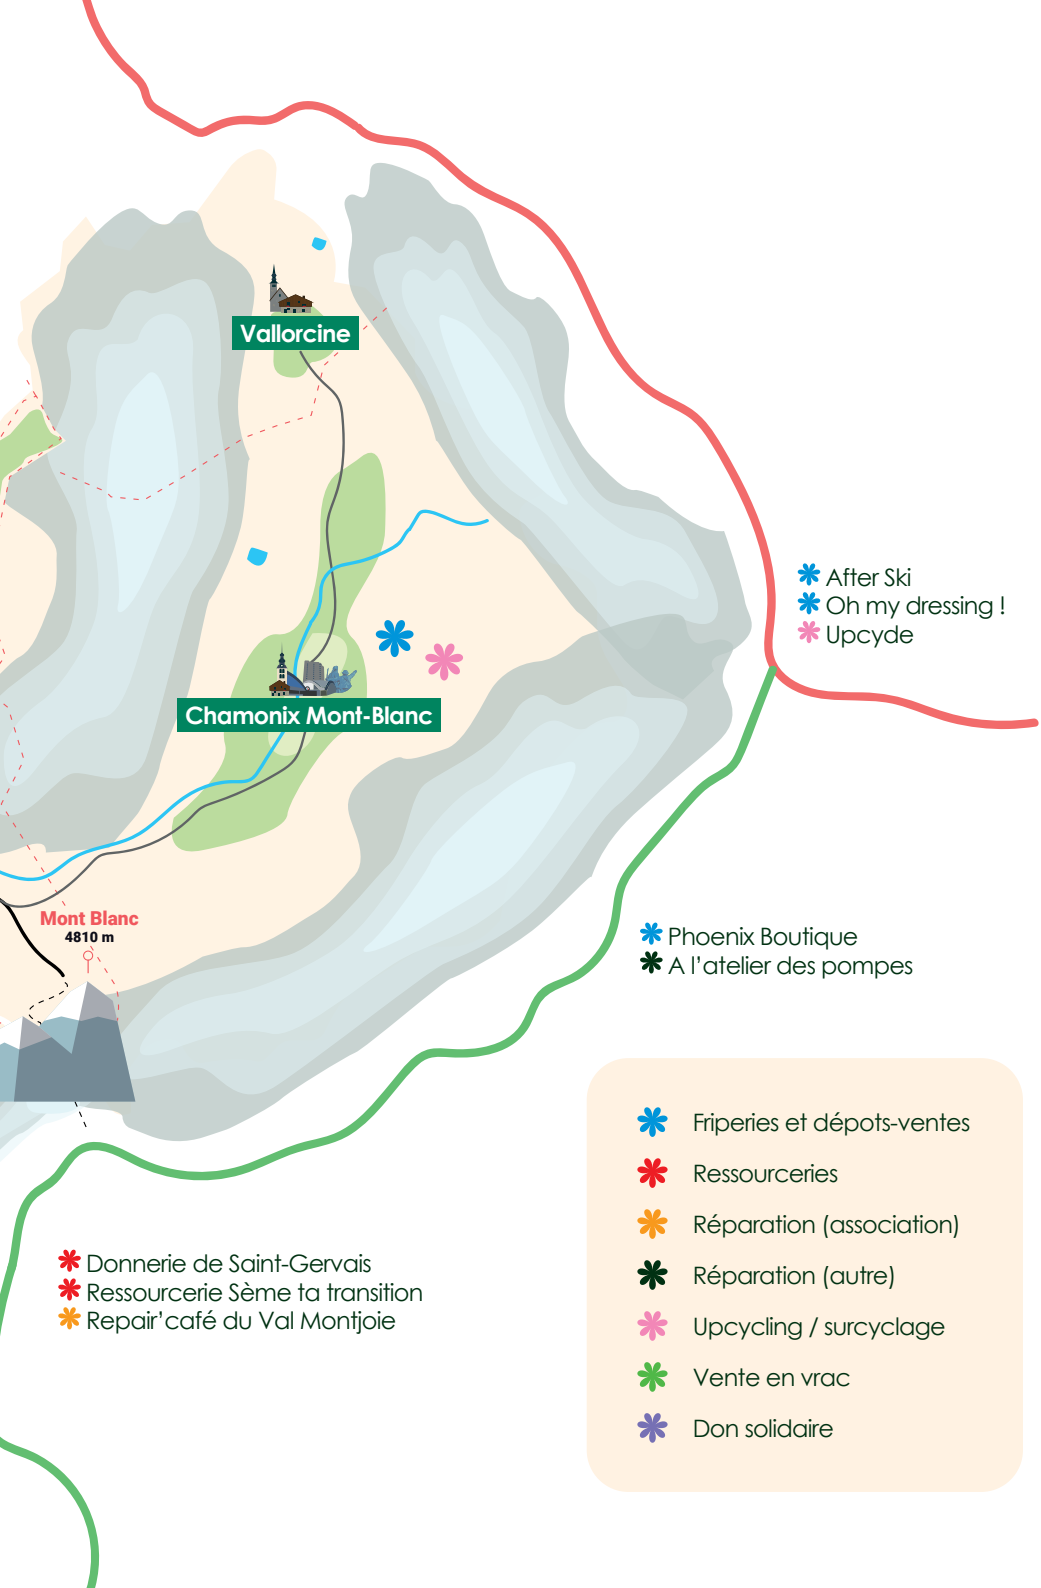 Vallorcine
After Ski
Oh my dressing !
Upcyde
Chamonix Mont-Blanc
Mont Blanc
4810 m
Phoenix Boutique
A l'atelier des pompes
Friperies et dépots-ventes
Ressourceries
Réparation (association)
Réparation (autre)
Upcycling / surcyclage
Vente en vrac
Don solidaire
Donnerie de Saint-Gervais
Ressourcerie Sème ta transition
Repair'café du Val Montjoie